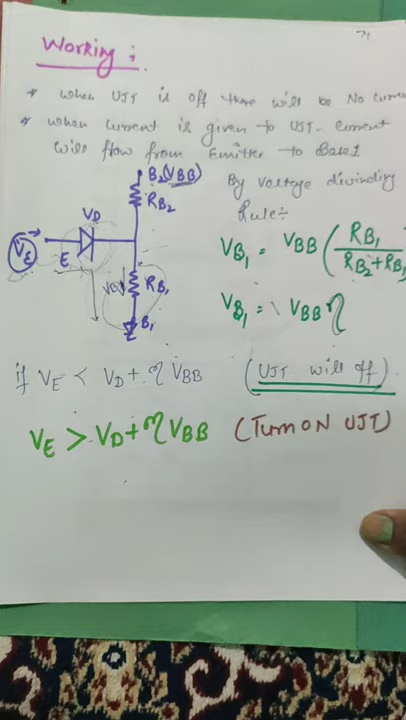 Working :
* when UJT is off there will be No curre
* when current is given to UJT. current
will flow from Emitter to Base1
B2(VBB)
RB2
VD
VE
E
RB1
B1
By voltage divinding
Rule:-
VB1 = VBB (RB1 / RB2+RB1)
VB1 = VBB η
if VE < VD + η VBB (UJT will off)
VE > VD + η VBB (Turn ON UJT)